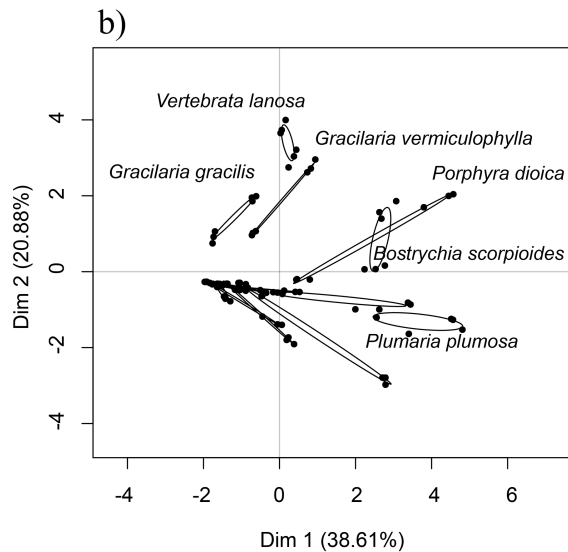 b)
Vertebrata lanosa
Gracilaria vermiculophylla
Gracilaria gracilis
Porphyra dioica
Bostrychia scorpioides
Plumaria plumosa
Dim 2 (20.88%)
4
2
0
-2
-4
-4 -2 0 2 4 6
Dim 1 (38.61%)